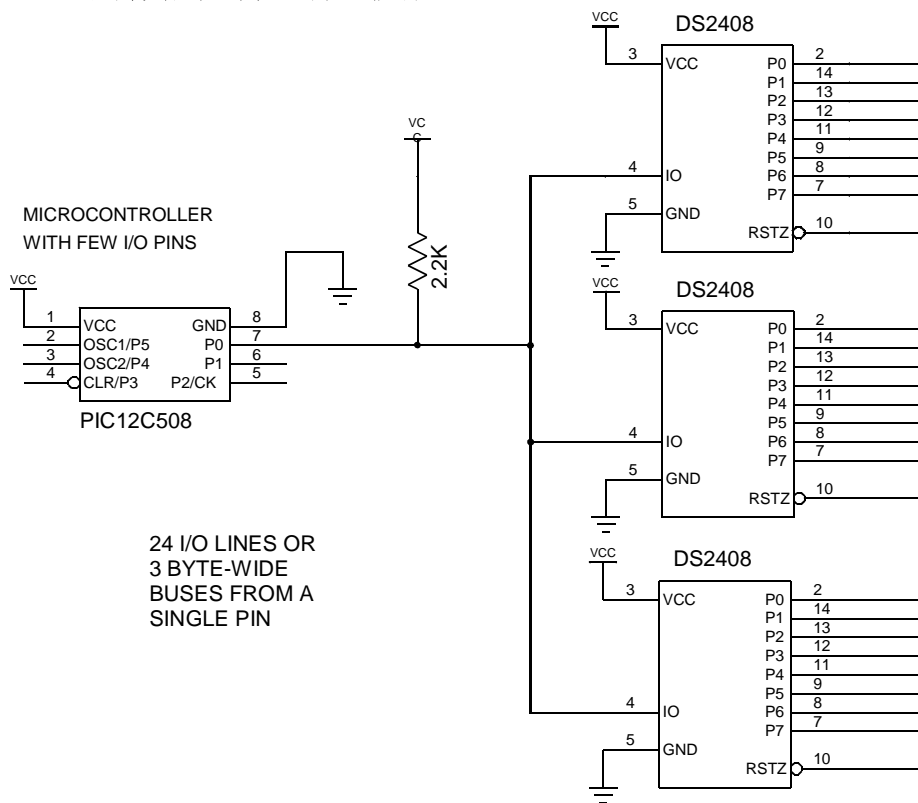 DS2408
VCC
3 VCC P0 2
P1 14
P2 13
P3 12
P4 11
P5 9
4 IO P6 8
P7 7
5 GND
RSTZ 10
VCC
2.2K
MICROCONTROLLER
WITH FEW I/O PINS
VCC
1 VCC GND 8
2 OSC1/P5 P0 7
3 OSC2/P4 P1 6
4 CLR/P3 P2/CK 5
PIC12C508
DS2408
VCC
3 VCC P0 2
P1 14
P2 13
P3 12
P4 11
P5 9
4 IO P6 8
P7 7
5 GND
RSTZ 10
24 I/O LINES OR
3 BYTE-WIDE
BUSES FROM A
SINGLE PIN
DS2408
VCC
3 VCC P0 2
P1 14
P2 13
P3 12
P4 11
P5 9
4 IO P6 8
P7 7
5 GND
RSTZ 10